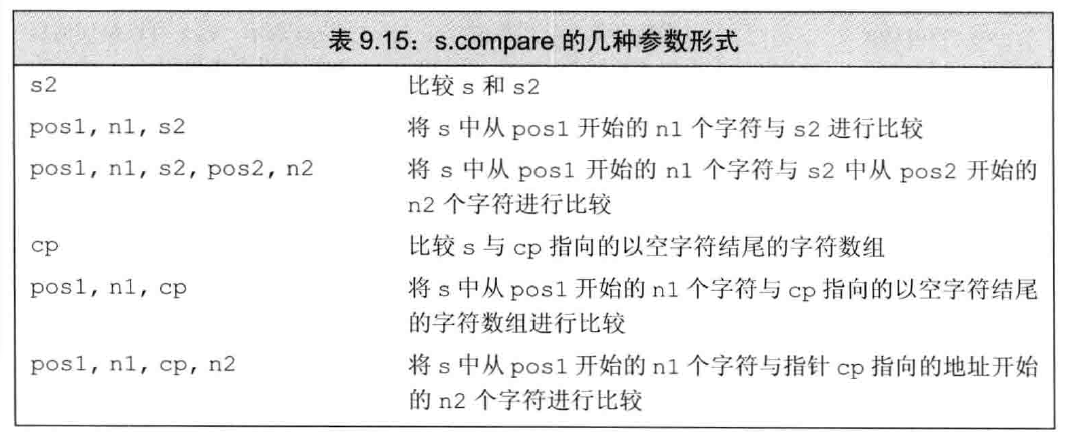 表 9.15：s.compare 的几种参数形式
s2 比较 s 和 s2
pos1, n1, s2 将 s 中从 pos1 开始的 n1 个字符与 s2 进行比较
pos1, n1, s2, pos2, n2 将 s 中从 pos1 开始的 n1 个字符与 s2 中从 pos2 开始的
n2 个字符进行比较
cp 比较 s 与 cp 指向的以空字符结尾的字符数组
pos1, n1, cp 将 s 中从 pos1 开始的 n1 个字符与 cp 指向的以空字符结尾
的字符数组进行比较
pos1, n1, cp, n2 将 s 中从 pos1 开始的 n1 个字符与指针 cp 指向的地址开始
的 n2 个字符进行比较